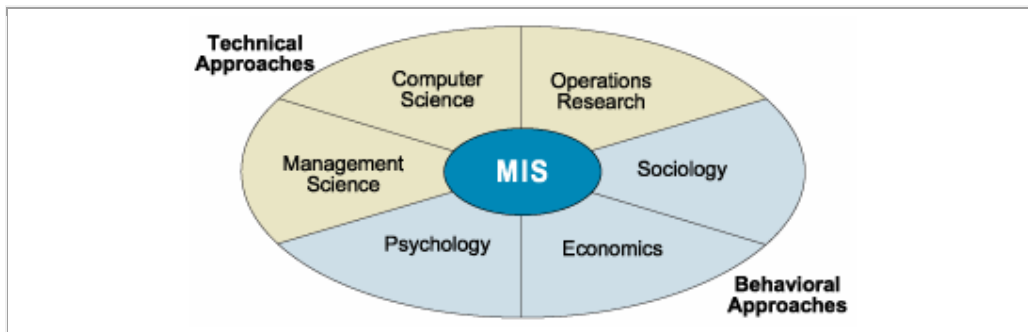 Technical
Approaches
Computer
Science
Operations
Research
Management
Science
MIS
Sociology
Psychology
Economics
Behavioral
Approaches